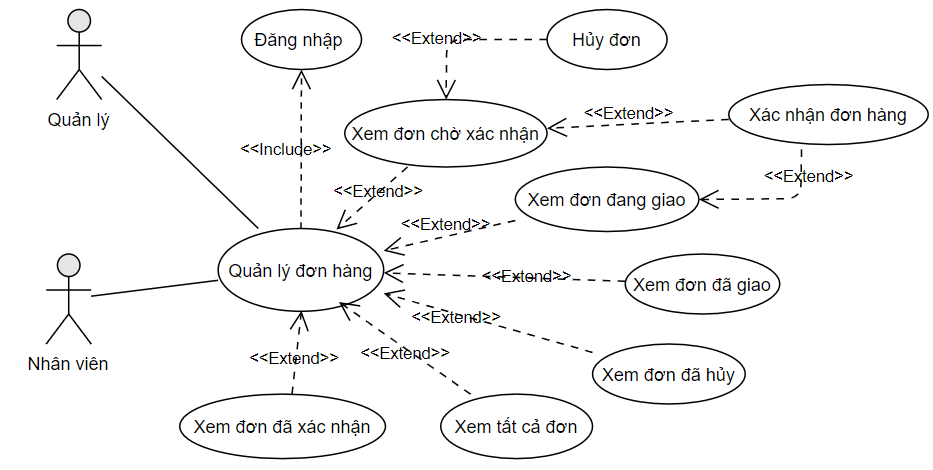 Đăng nhập
<<Extend>>
Hủy đơn
Quản lý
Xem đơn chờ xác nhận
<<Extend>>
Xác nhận đơn hàng
<<Include>>
<<Extend>>
<<Extend>>
Xem đơn đang giao
<<Extend>>
Quản lý đơn hàng
<<Extend>>
Xem đơn đã giao
<<Extend>>
Nhân viên
<<Extend>>
<<Extend>>
Xem đơn đã hủy
Xem đơn đã xác nhận
Xem tất cả đơn